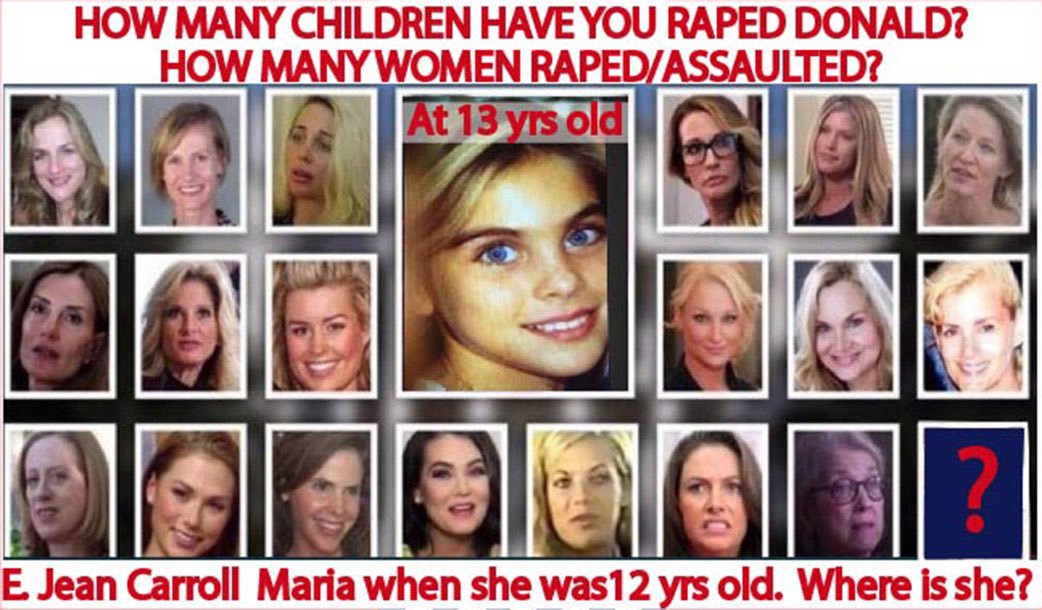 HOW MANY CHILDREN HAVE YOU RAPED DONALD?
HOW MANY WOMEN RAPED/ASSAULTED?
At 13 yrs old
?
E. Jean Carroll Maria when she was12 yrs old. Where is she?